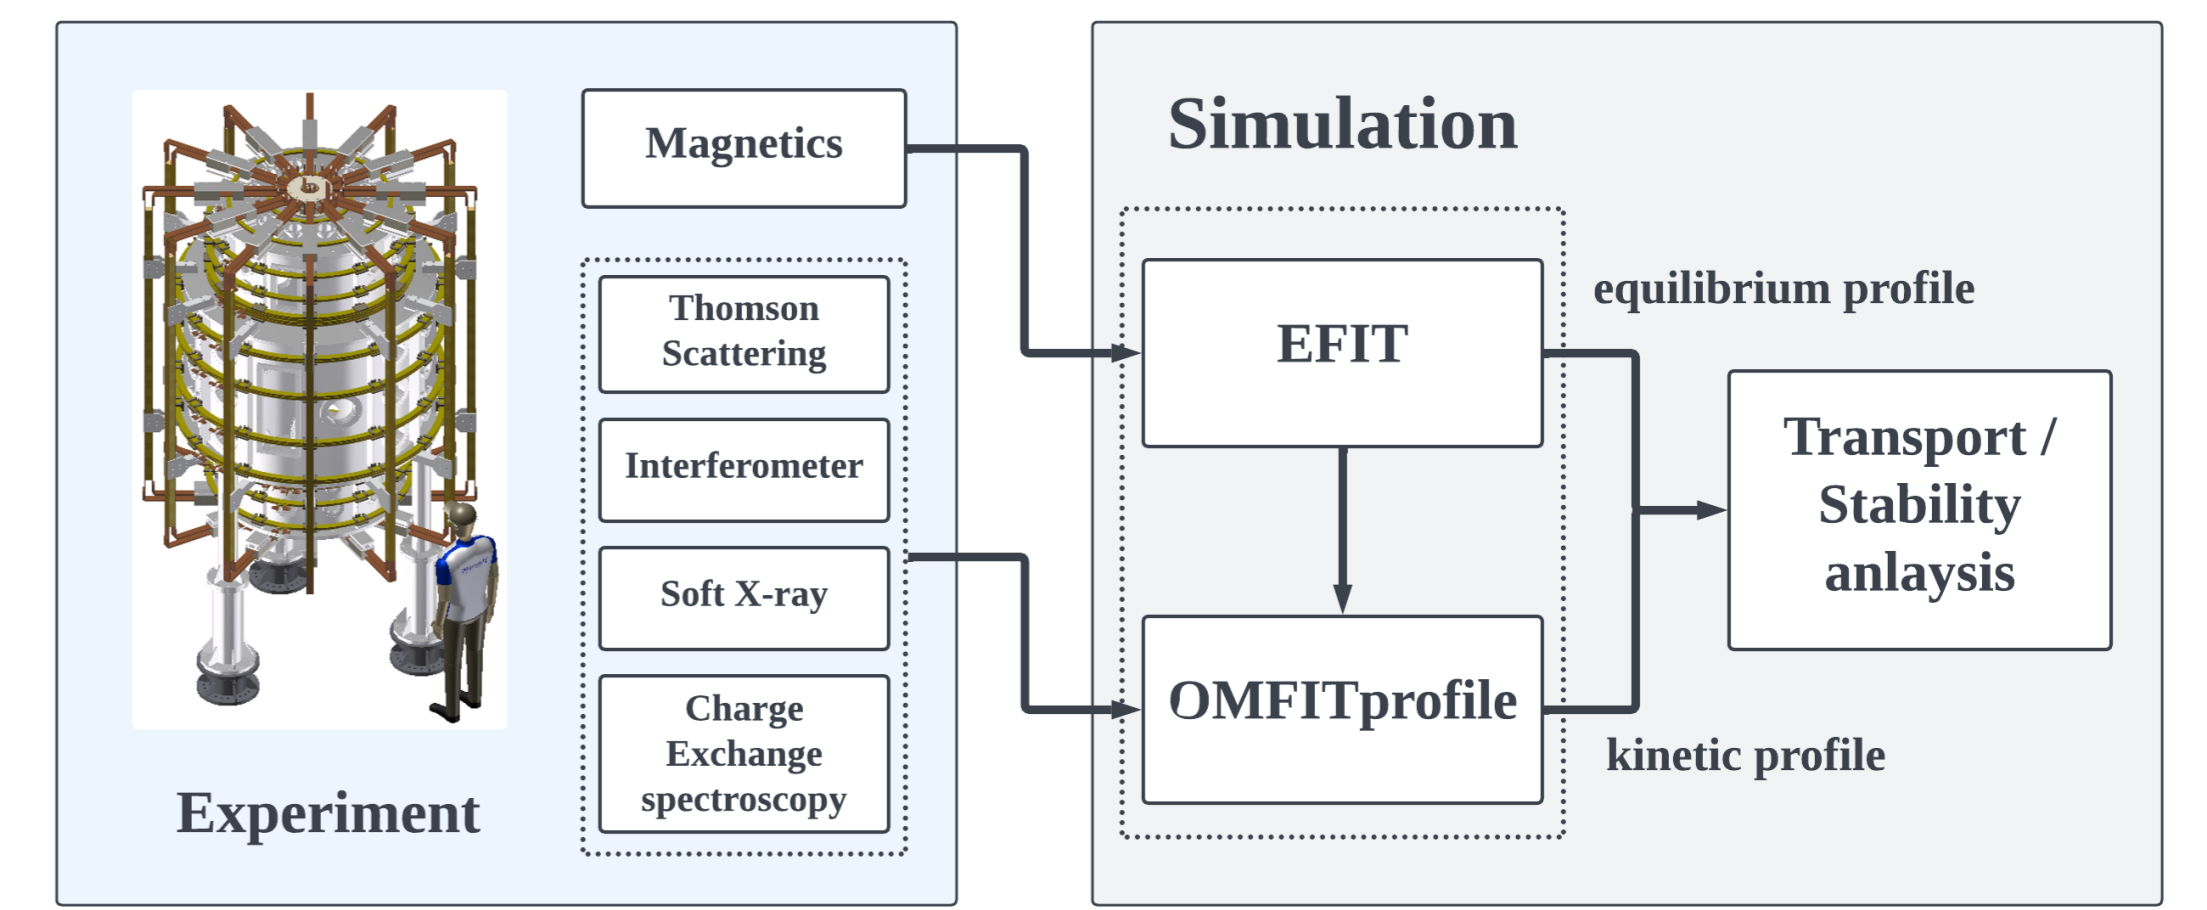 Magnetics
Thomson
Scattering
Interferometer
Soft X-ray
Charge
Exchange
spectroscopy
Experiment
Simulation
EFIT
equilibrium profile
OMFITprofile
kinetic profile
Transport /
Stability
anlaysis